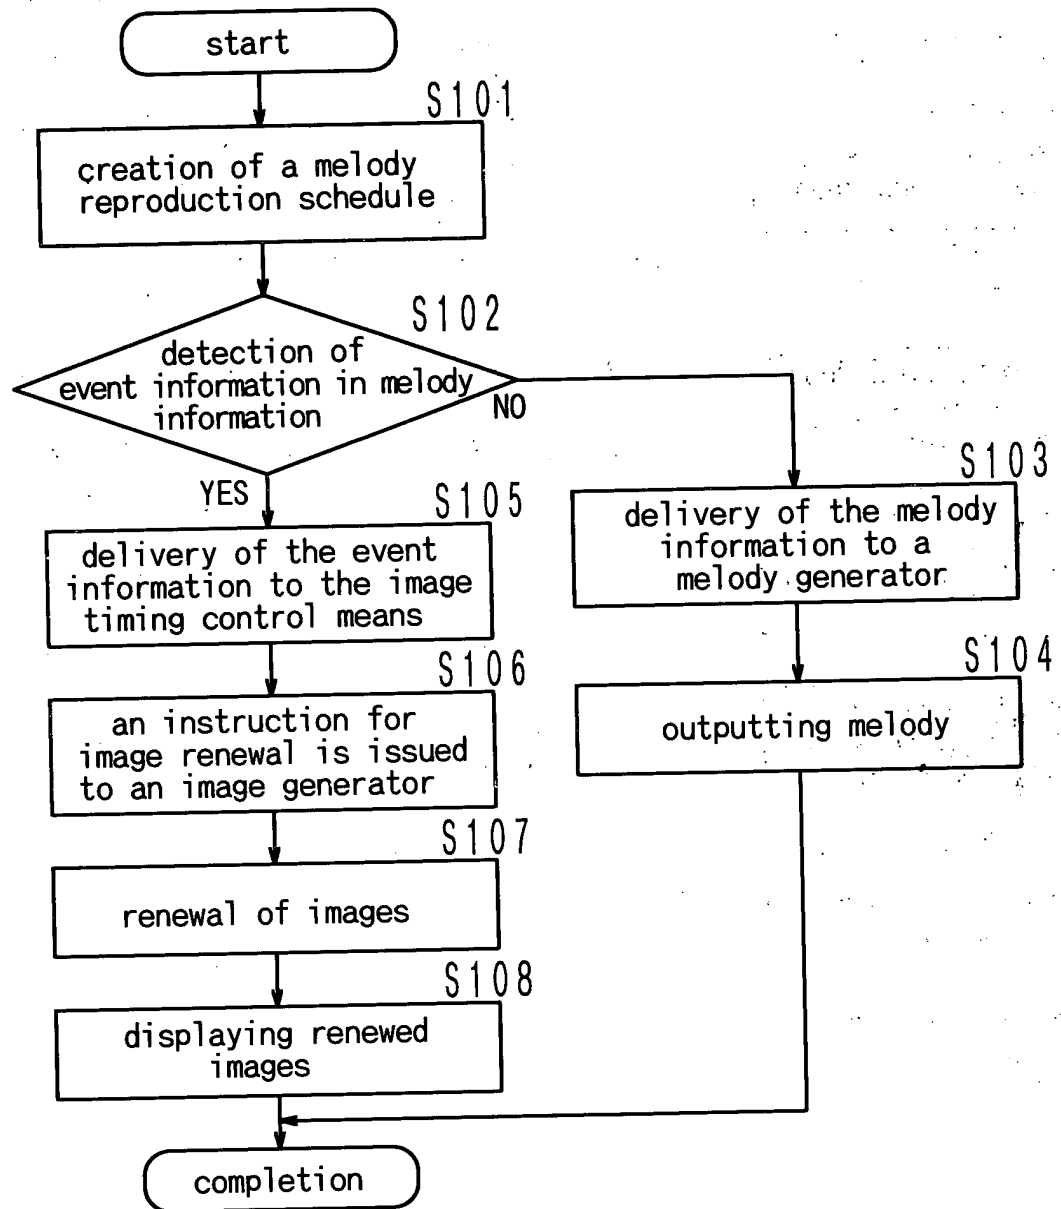 start
S101
creation of a melody
reproduction schedule
S102
detection of
event information in melody
information
NO
YES
S103
delivery of the melody
information to a
melody generator
S104
outputting melody
S105
delivery of the event
information to the image
timing control means
S106
an instruction for
image renewal is issued
to an image generator
S107
renewal of images
S108
displaying renewed
images
completion